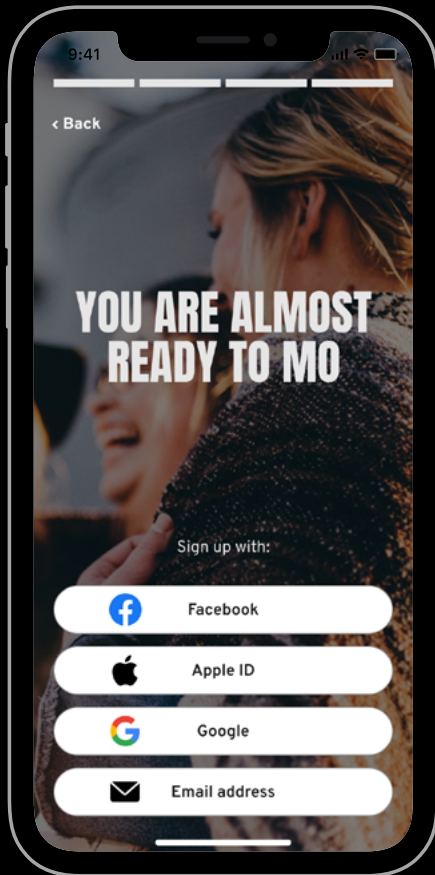 9:41
‹ Back
YOU ARE ALMOST
READY TO MO
Sign up with:
Facebook
Apple ID
Google
Email address